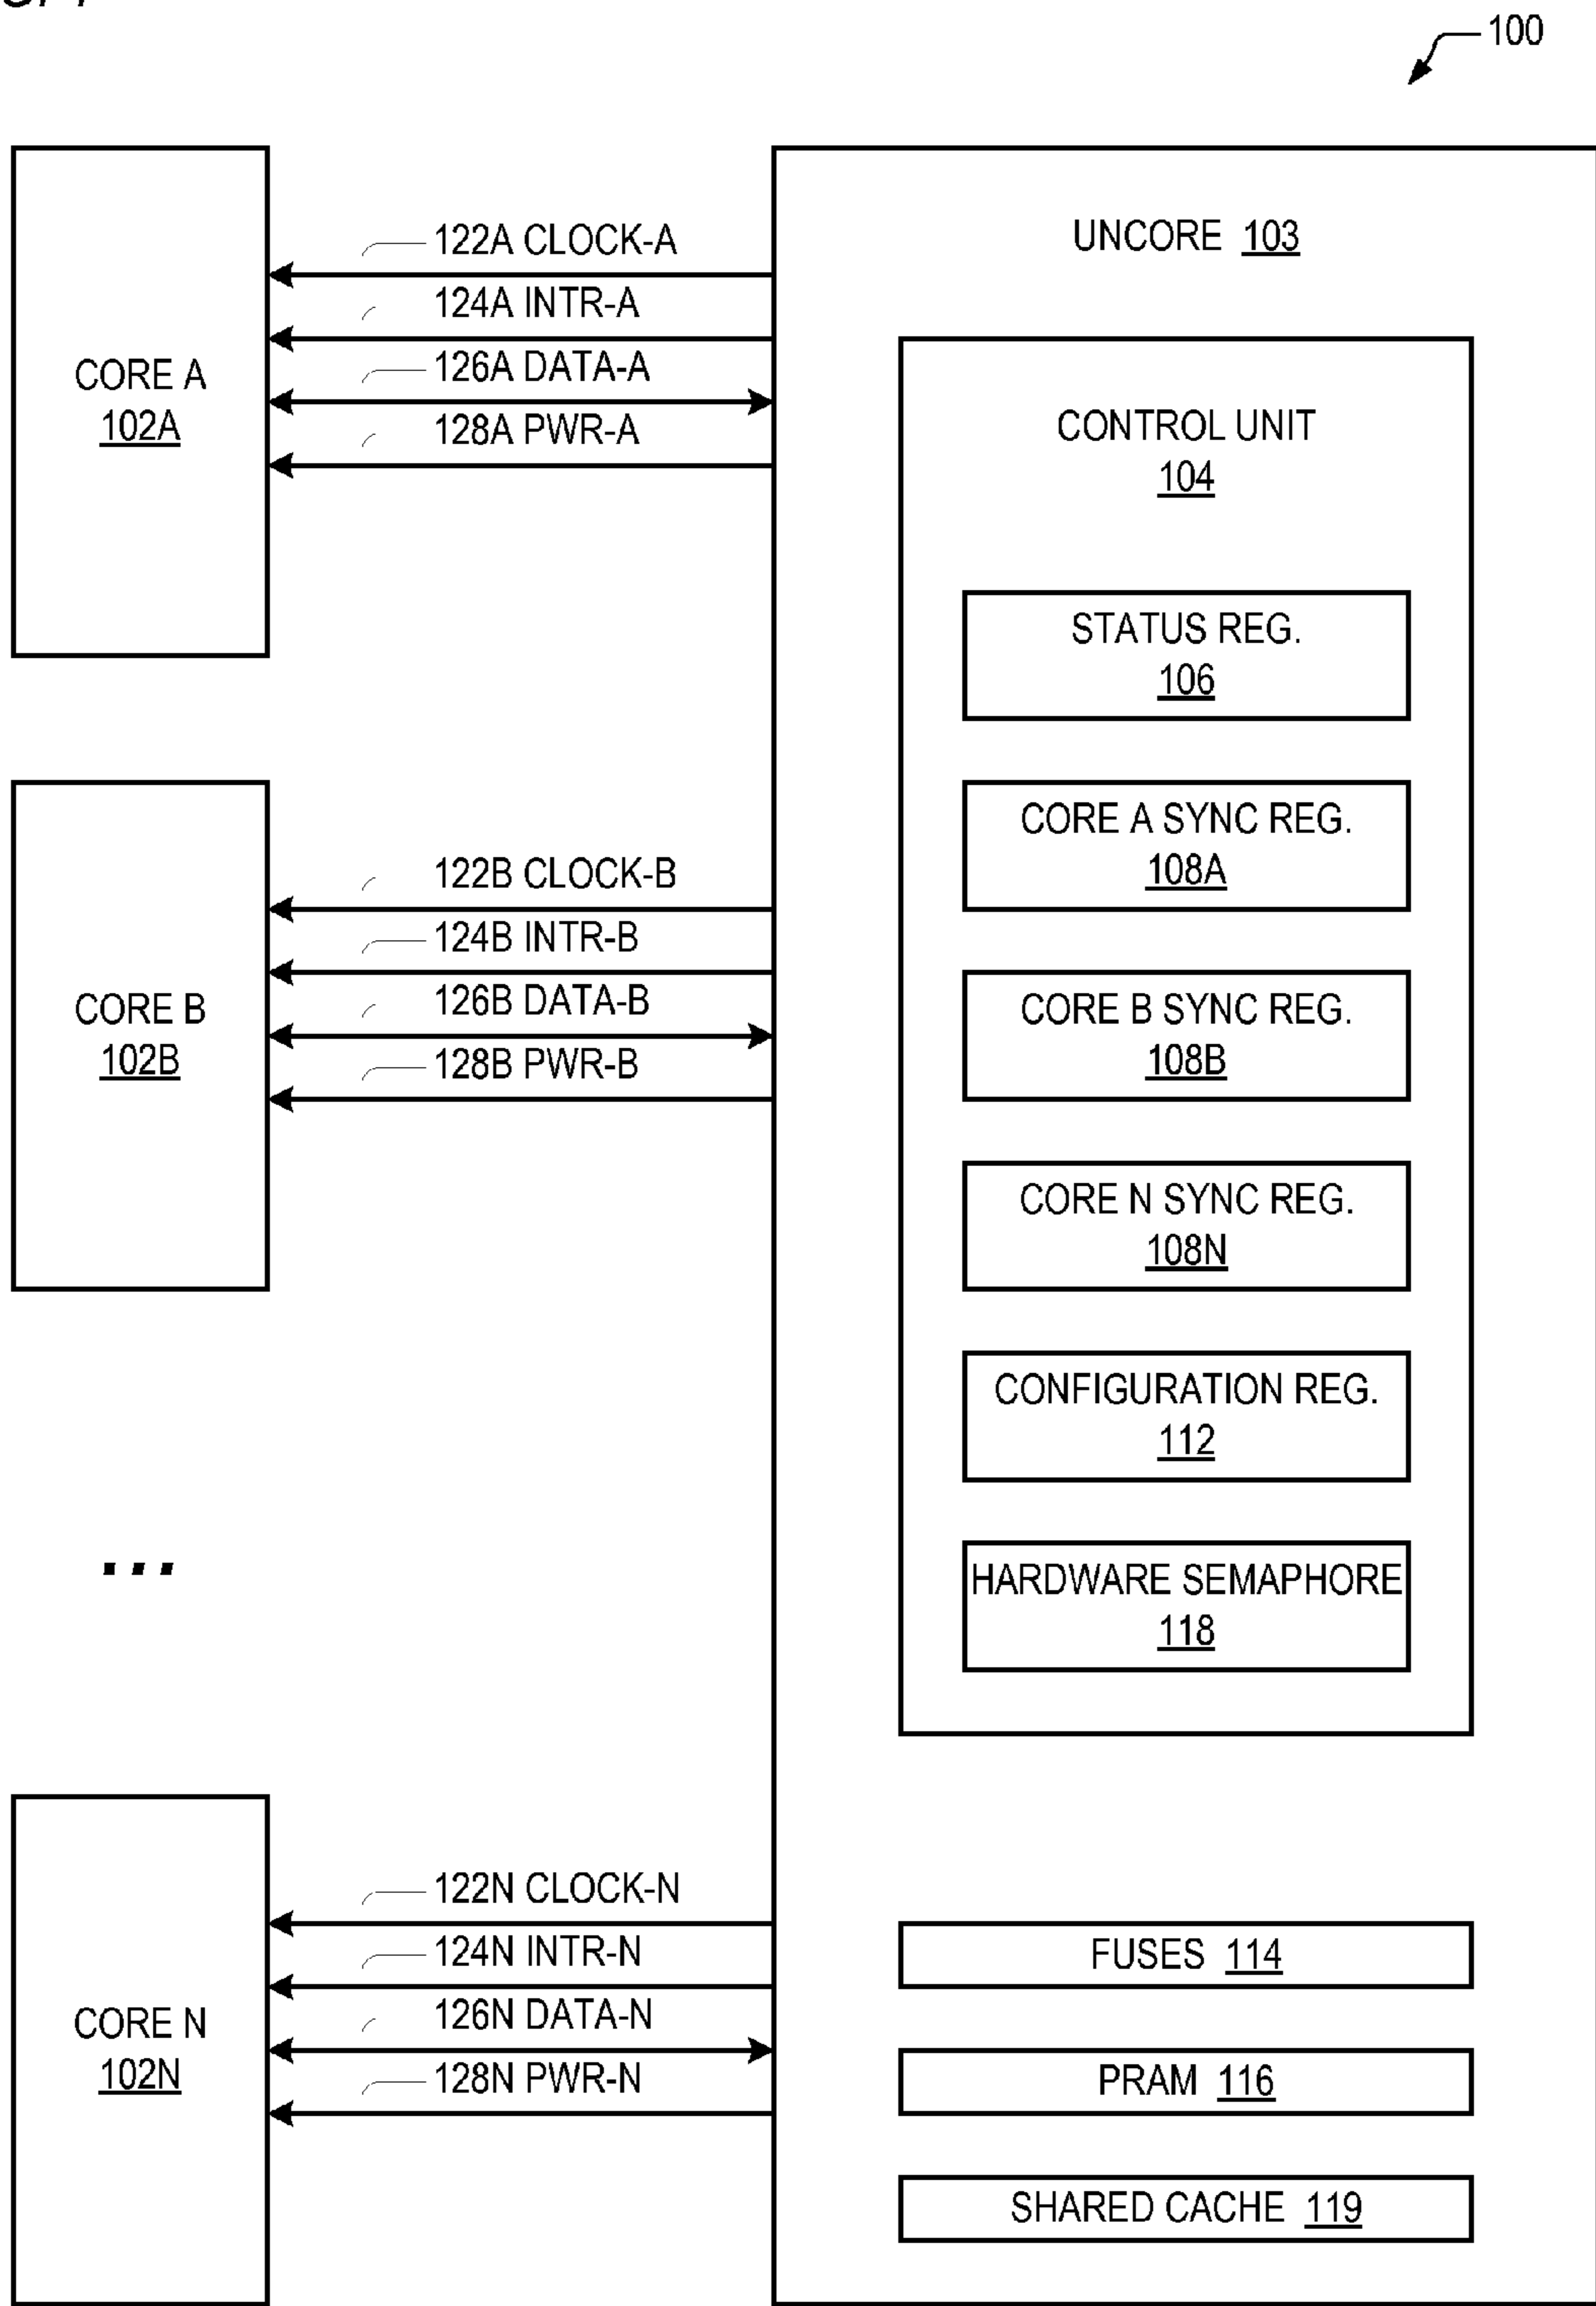 100
UNCORE 103
122A CLOCK-A
124A INTR-A
126A DATA-A
128A PWR-A
CORE A
102A
CONTROL UNIT
104
STATUS REG.
106
CORE A SYNC REG.
108A
122B CLOCK-B
124B INTR-B
126B DATA-B
128B PWR-B
CORE B
102B
CORE B SYNC REG.
108B
CORE N SYNC REG.
108N
CONFIGURATION REG.
112
...
HARDWARE SEMAPHORE
118
122N CLOCK-N
124N INTR-N
126N DATA-N
128N PWR-N
CORE N
102N
FUSES 114
PRAM 116
SHARED CACHE 119